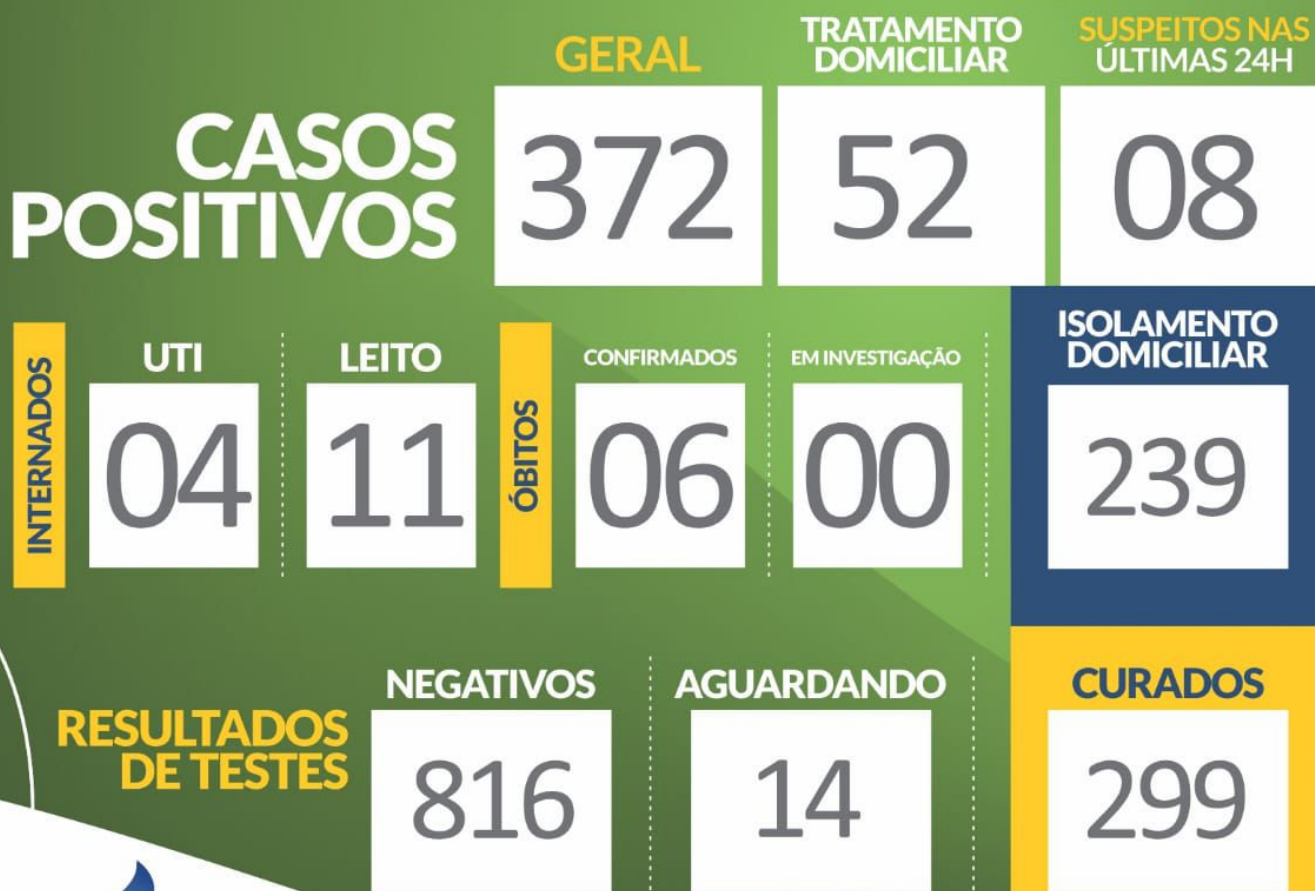 GERAL
TRATAMENTO
DOMICILIAR
SUSPEITOS NAS
ÚLTIMAS 24H
CASOS
POSITIVOS
372
52
08
INTERNADOS
UTI
04
LEITO
11
ÓBITOS
CONFIRMADOS
06
EM INVESTIGAÇÃO
00
ISOLAMENTO
DOMICILIAR
239
RESULTADOS
DE TESTES
NEGATIVOS
816
AGUARDANDO
14
CURADOS
299